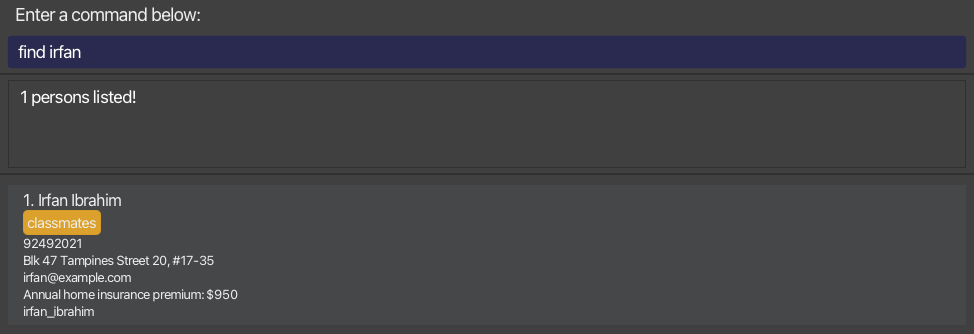 Enter a command below:
find irfan
1 persons listed!
1. Irfan Ibrahim
classmates
92492021
Blk 47 Tampines Street 20, #17-35
irfan@example.com
Annual home insurance premium: $950
irfan_ibrahim